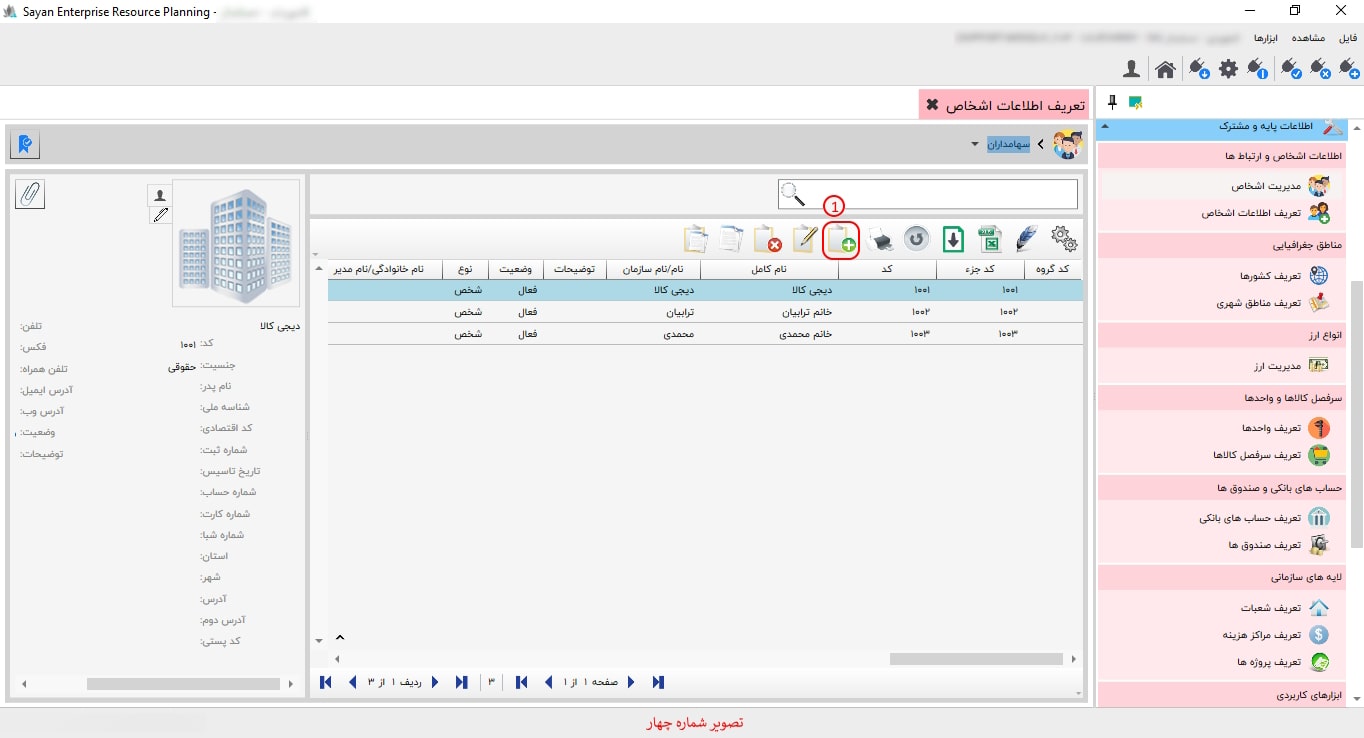 Sayan Enterprise Resource Planning -
فایل مشاهده ابزارها
تعریف اطلاعات اشخاص
اطلاعات پایه و مشترک
اطلاعات اشخاص و ارتباط ها
مدیریت اشخاص
تعریف اطلاعات اشخاص
مناطق جغرافیایی
تعریف کشورها
تعریف مناطق شهری
انواع ارز
مدیریت ارز
سرفصل کالاها و واحدها
تعریف واحدها
تعریف سرفصل کالاها
حساب های بانکی و صندوق ها
تعریف حساب های بانکی
تعریف صندوق ها
لایه های سازمانی
تعریف شعبات
تعریف مراکز هزینه
تعریف پروژه ها
ابزارهای کاربردی
سهامداران
1
کد گروه کد جزء کد نام کامل نام/نام سازمان توضیحات وضعیت نوع نام خانوادگی/نام مدیر
۱۰۰۱ ۱۰۰۱ دیجی کالا دیجی کالا فعال شخص
۱۰۰۲ ۱۰۰۲ خانم ترابیان ترابیان فعال شخص
۱۰۰۳ ۱۰۰۳ خانم محمدی محمدی فعال شخص
صفحه ۱ از ۱
۳
ردیف ۱ از ۳
دیجی کالا
کد: ۱۰۰۱
جنسیت: حقوقی
نام پدر:
شناسه ملی:
کد اقتصادی:
شماره ثبت:
تاریخ تاسیس:
شماره حساب:
شماره کارت:
شماره شبا:
استان:
شهر:
آدرس:
آدرس دوم:
کد پستی:
تلفن:
فکس:
تلفن همراه:
آدرس ایمیل:
آدرس وب:
وضعیت:
توضیحات:
تصویر شماره چهار